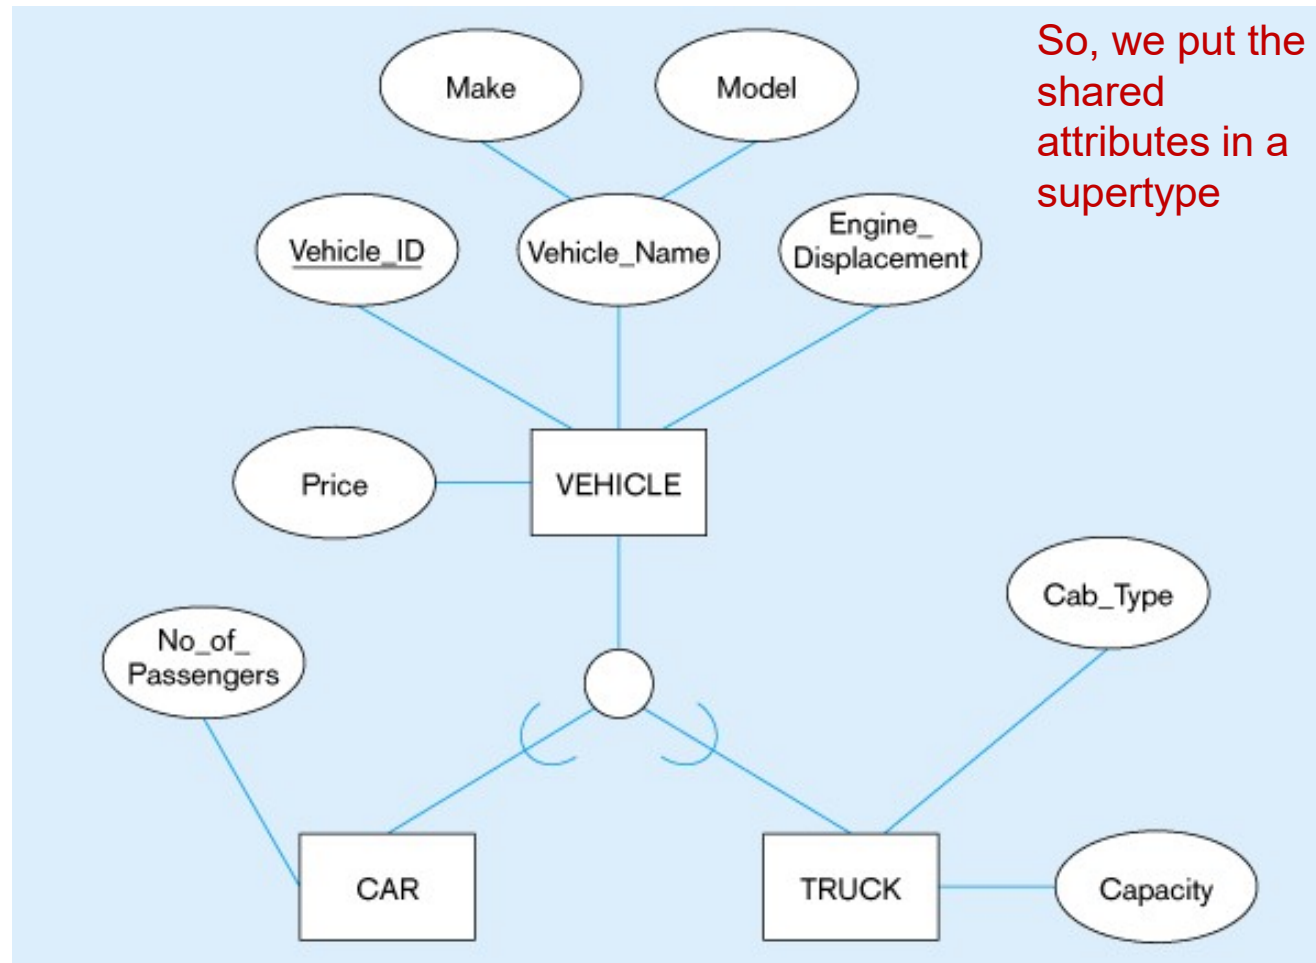 So, we put the
shared
attributes in a
supertype
Make
Model
Vehicle_ID
Vehicle_Name
Engine_
Displacement
Price
VEHICLE
Cab_Type
No_of_
Passengers
CAR
TRUCK
Capacity